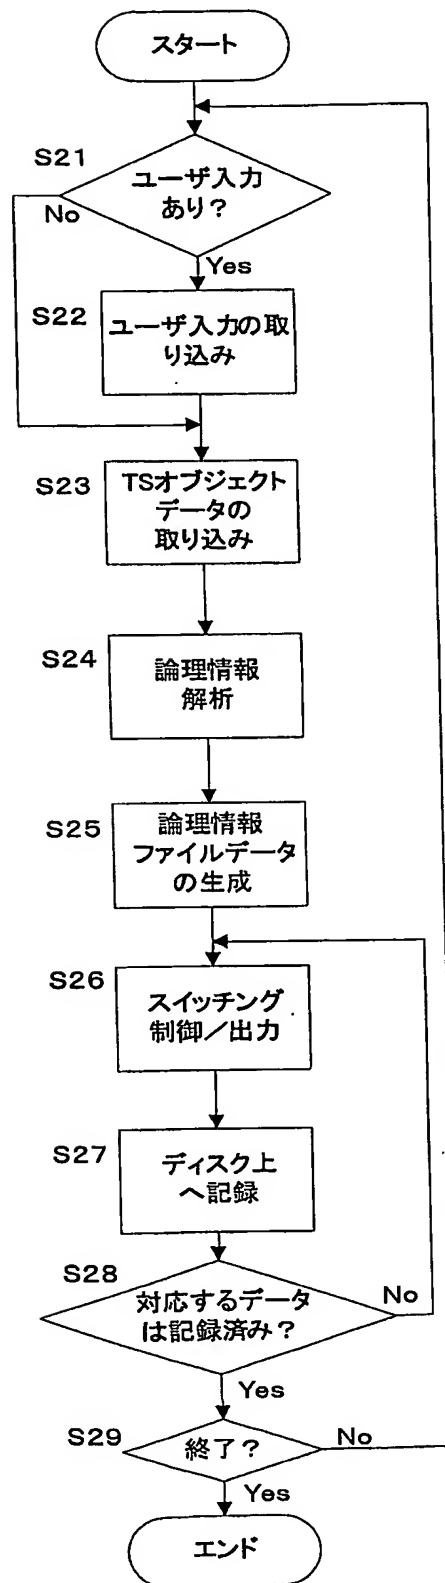 スタート
S21
ユーザ入力
あり?
No
Yes
S22
ユーザ入力の取
り込み
S23
TSオブジェクト
データの
取り込み
S24
論理情報
解析
S25
論理情報
ファイルデータ
の生成
S26
スイッチング
制御/出力
S27
ディスク上
へ記録
S28
対応するデータ
は記録済み?
No
Yes
S29
終了?
No
Yes
エンド